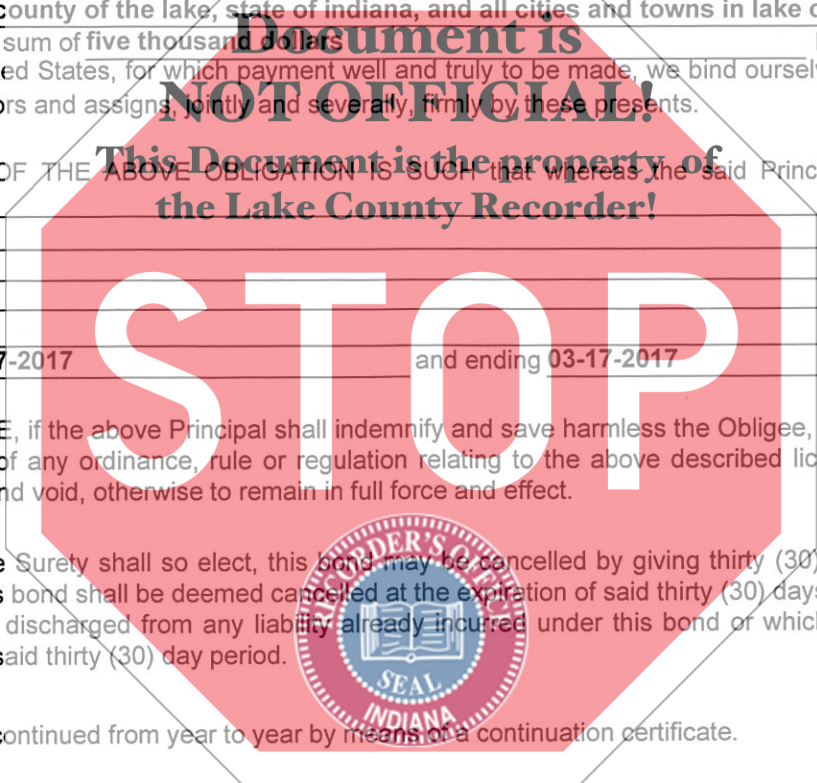 county of the lake, state of indiana, and all cities and towns in lake
sum of five thousand dollars
Document is
ed States, for which payment well and truly to be made, we bind oursel
NOT OFFICIAL!
ors and assigns, jointly and severally, firmly by these presents.
This Document is the property of
OF THE ABOVE OBLIGATION IS SUCH that whereas the said Princ
the Lake County Recorder!
STOP
7-2017 and ending 03-17-2017
E, if the above Principal shall indemnify and save harmless the Obligee,
of any ordinance, rule or regulation relating to the above described lic
nd void, otherwise to remain in full force and effect.
e Surety shall so elect, this bond may be cancelled by giving thirty (30)
s bond shall be deemed cancelled at the expiration of said thirty (30) days
discharged from any liability already incurred under this bond or which
said thirty (30) day period.
RECORDER'S OFFICE
SEAL
INDIANA
continued from year to year by means of a continuation certificate.